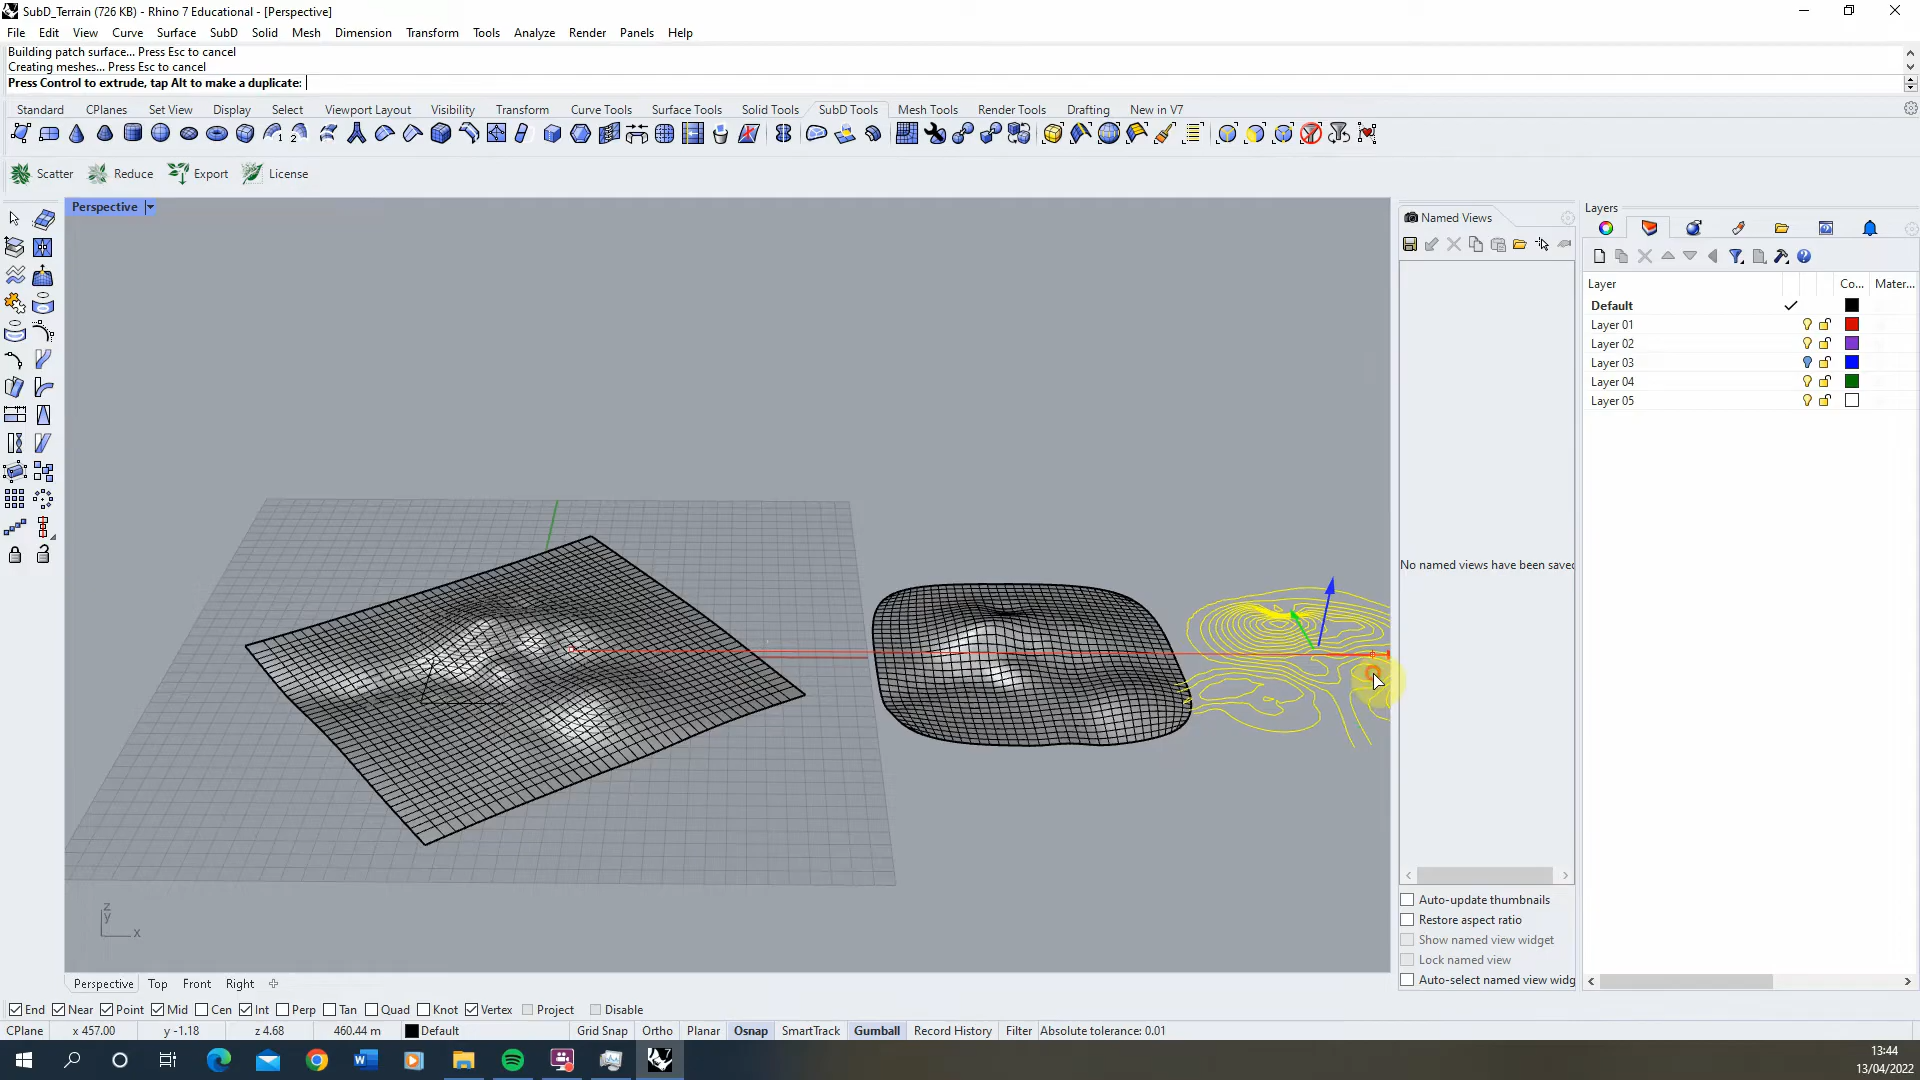 SubD_Terrain (726 KB) - Rhino 7 Educational - [Perspective]
File Edit View Curve Surface SubD Solid Mesh Dimension Transform Tools Analyze Render Panels Help
Building patch surface... Press Esc to cancel
Creating meshes... Press Esc to cancel
Press Control to extrude, tap Alt to make a duplicate:
Standard CPlanes Set View Display Select Viewport Layout Visibility Transform Curve Tools Surface Tools Solid Tools SubD Tools Mesh Tools Render Tools Drafting New in V7
Scatter Reduce Export License
Perspective
Named Views
Layers
Layer Co... Mater...
Default
Layer 01
Layer 02
Layer 03
Layer 04
Layer 05
No named views have been saved
Auto-update thumbnails
Restore aspect ratio
Show named view widget
Lock named view
Auto-select named view widg
z
y
x
Perspective Top Front Right
End Near Point Mid Cen Int Perp Tan Quad Knot Vertex Project Disable
CPlane x 457.00 y -1.18 z 4.68 460.44 m Default Grid Snap Ortho Planar Osnap SmartTrack Gumball Record History Filter Absolute tolerance: 0.01
13:44
13/04/2022